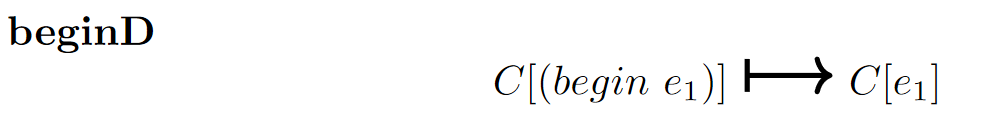 beginD
C[(begin e₁)] ⟼ C[e₁]